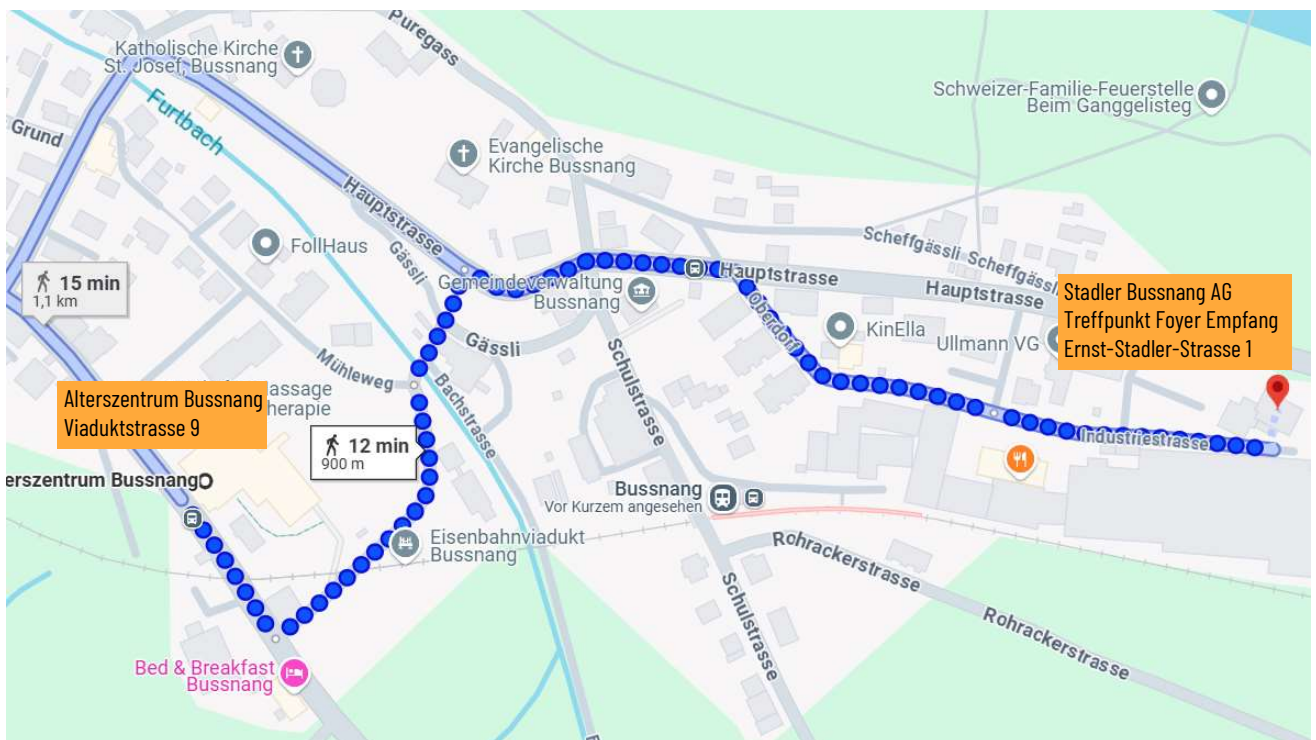 Puregass
Katholische Kirche
St. Josef, Bussnang
Schweizer-Familie-Feuerstelle
Beim Ganggelisteg
Furtbach
Grund
Evangelische
Kirche Bussnang
Hauptstrasse
FollHaus
Gässli
Scheffgässli
Scheffgässli
Gemeindeverwaltung
Bussnang
Hauptstrasse
Hauptstrasse
15 min
1,1 km
Stadler Bussnang AG
Treffpunkt Foyer Empfang
Ernst-Stadler-Strasse 1
Oberdorf
KinElla
Ullmann VG
Gässli
Mühleweg
Bachstrasse
Schulstrasse
Alterszentrum Bussnang
Viaduktstrasse 9
assage
herapie
12 min
900 m
Industriestrasse
erszentrum Bussnang
Bussnang
Vor Kurzem angesehen
Eisenbahnviadukt
Bussnang
Rohrackerstrasse
Schulstrasse
Rohrackerstrasse
Bed & Breakfast
Bussnang